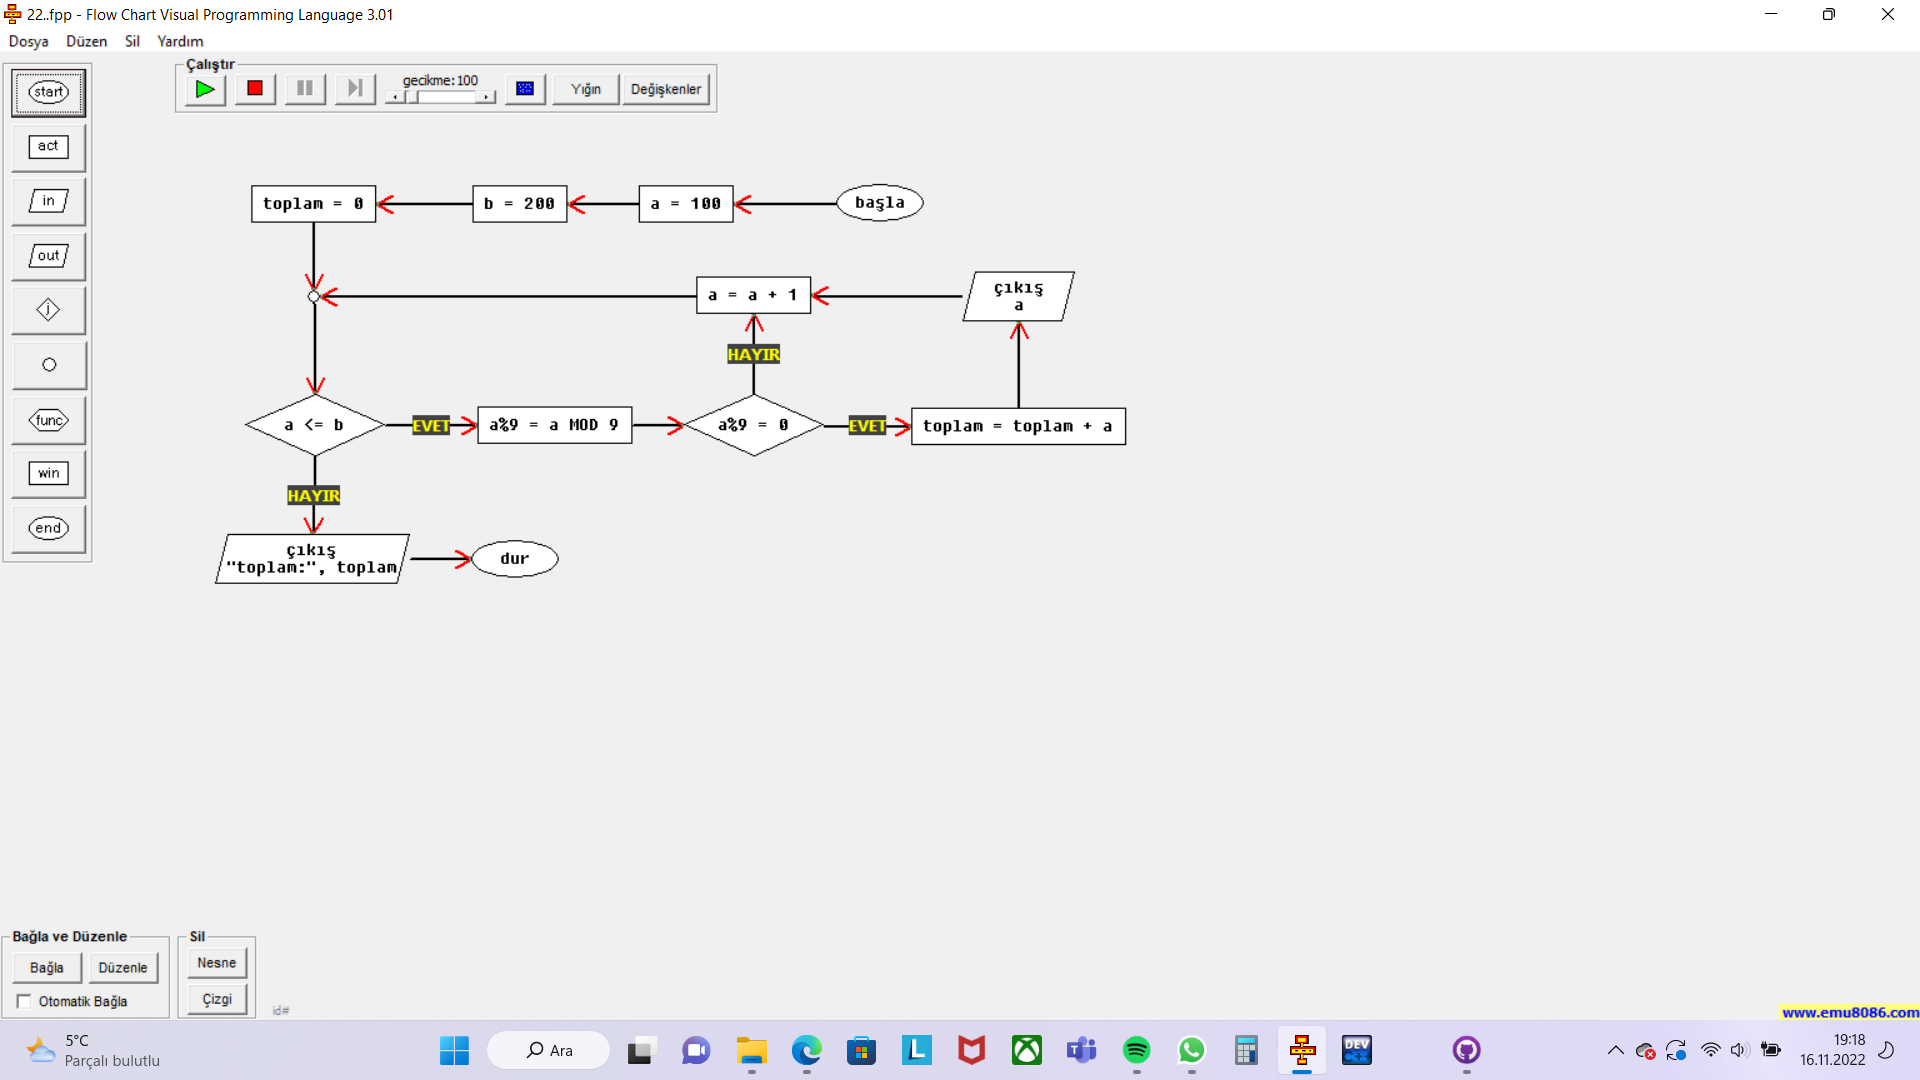 22..fpp - Flow Chart Visual Programming Language 3.01
Dosya Düzen Sil Yardım
Çalıştır
gecikme:100
Yığın
Değişkenler
start
act
in
out
j
func
win
end
toplam = 0
b = 200
a = 100
başla
a = a + 1
çıkış
a
HAYIR
a <= b
EVET
a%9 = a MOD 9
a%9 = 0
EVET
toplam = toplam + a
HAYIR
çıkış
"toplam:", toplam
dur
Bağla ve Düzenle
Bağla
Düzenle
Otomatik Bağla
Sil
Nesne
Çizgi
id#
www.emu8086.com
5°C
Parçalı bulutlu
Ara
L
DEV
C++
19:18
16.11.2022